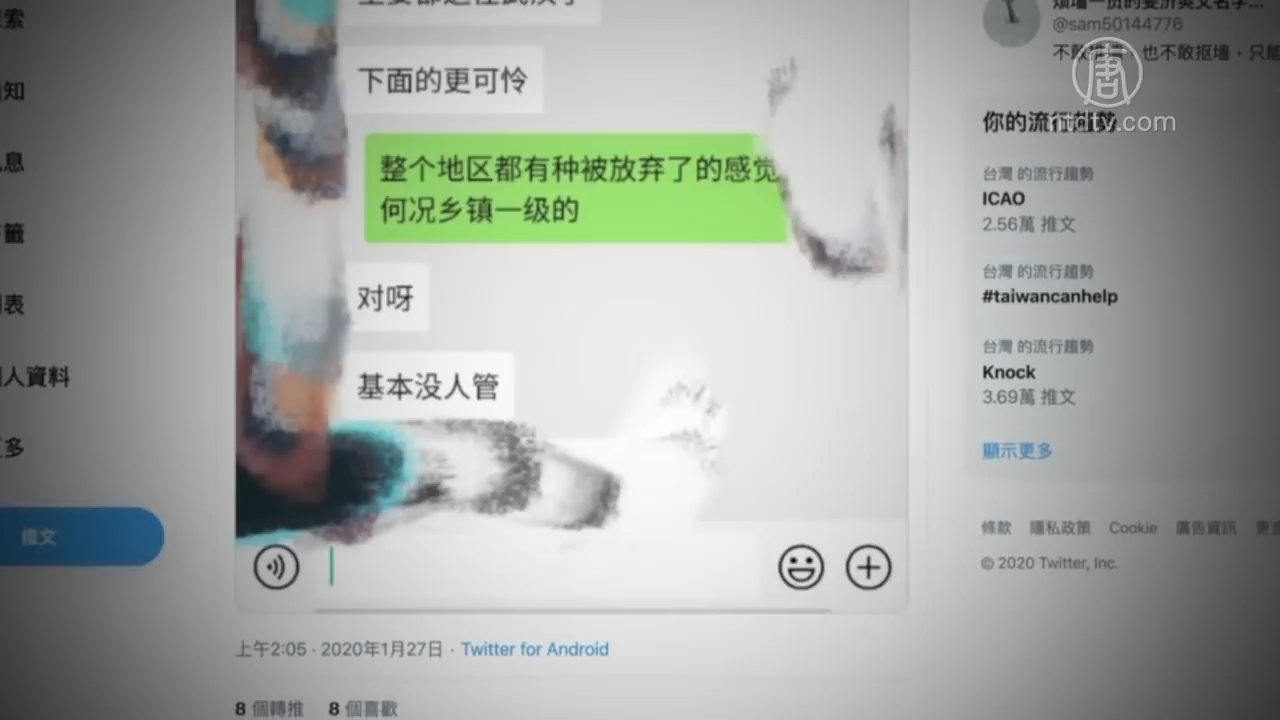 下面的更可怜
整个地区都有种被放弃了的感觉
何况乡镇一级的
对呀
基本没人管
上午2:05 · 2020年1月27日 · Twitter for Android
8 個轉推 8 個喜歡
知
息
籤
表
人資料
多
推文
@sam50144776
你的流行趨勢
ntdtv.com
台灣 的流行趨勢
ICAO
2.56萬 推文
台灣 的流行趨勢
#taiwancanhelp
台灣 的流行趨勢
Knock
3.69萬 推文
顯示更多
條款 隱私政策 Cookie 廣告資訊
© 2020 Twitter, Inc.